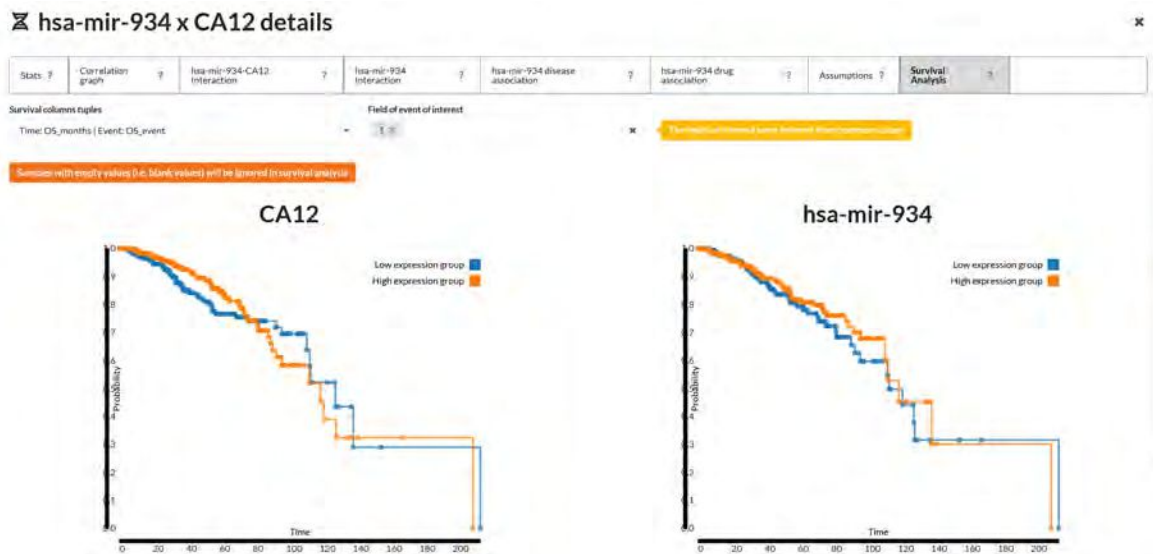 hsa-mir-934 x CA12 details
Stats ?
Correlation graph ?
hsa-mir-934-CA12 Interaction ?
hsa-mir-934 Interaction ?
hsa-mir-934 disease association ?
hsa-mir-934 drug association ?
Assumptions ?
Survival Analysis ?
Survival columns tuples
Field of event of interest
Time: OS_months | Event: OS_event
1
Samples with empty values (i.e. blank values) will be ignored in survival analysis
CA12
hsa-mir-934
Low expression group
High expression group
Low expression group
High expression group
Probability
Probability
Time
Time
0 20 40 60 80 100 120 140 160 180 200
0 20 40 60 80 100 120 140 160 180 200